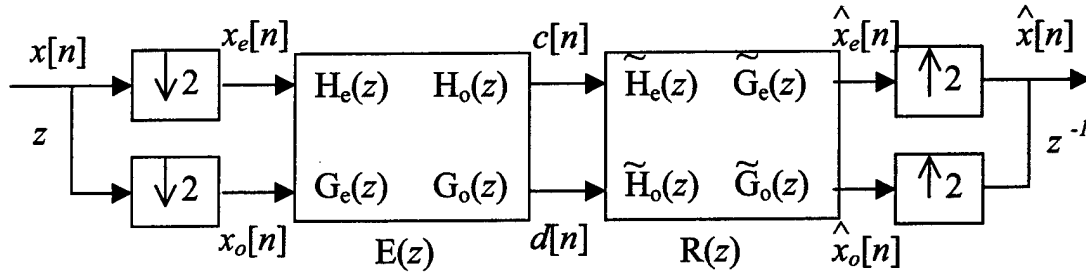 x[n] x_e[n] c[n] x̂_e[n] x̂[n]
↓2 H_e(z) H_o(z) H̃_e(z) G̃_e(z) ↑2
z z⁻¹
↓2 G_e(z) G_o(z) H̃_o(z) G̃_o(z) ↑2
x_o[n] E(z) d[n] R(z) x̂_o[n]